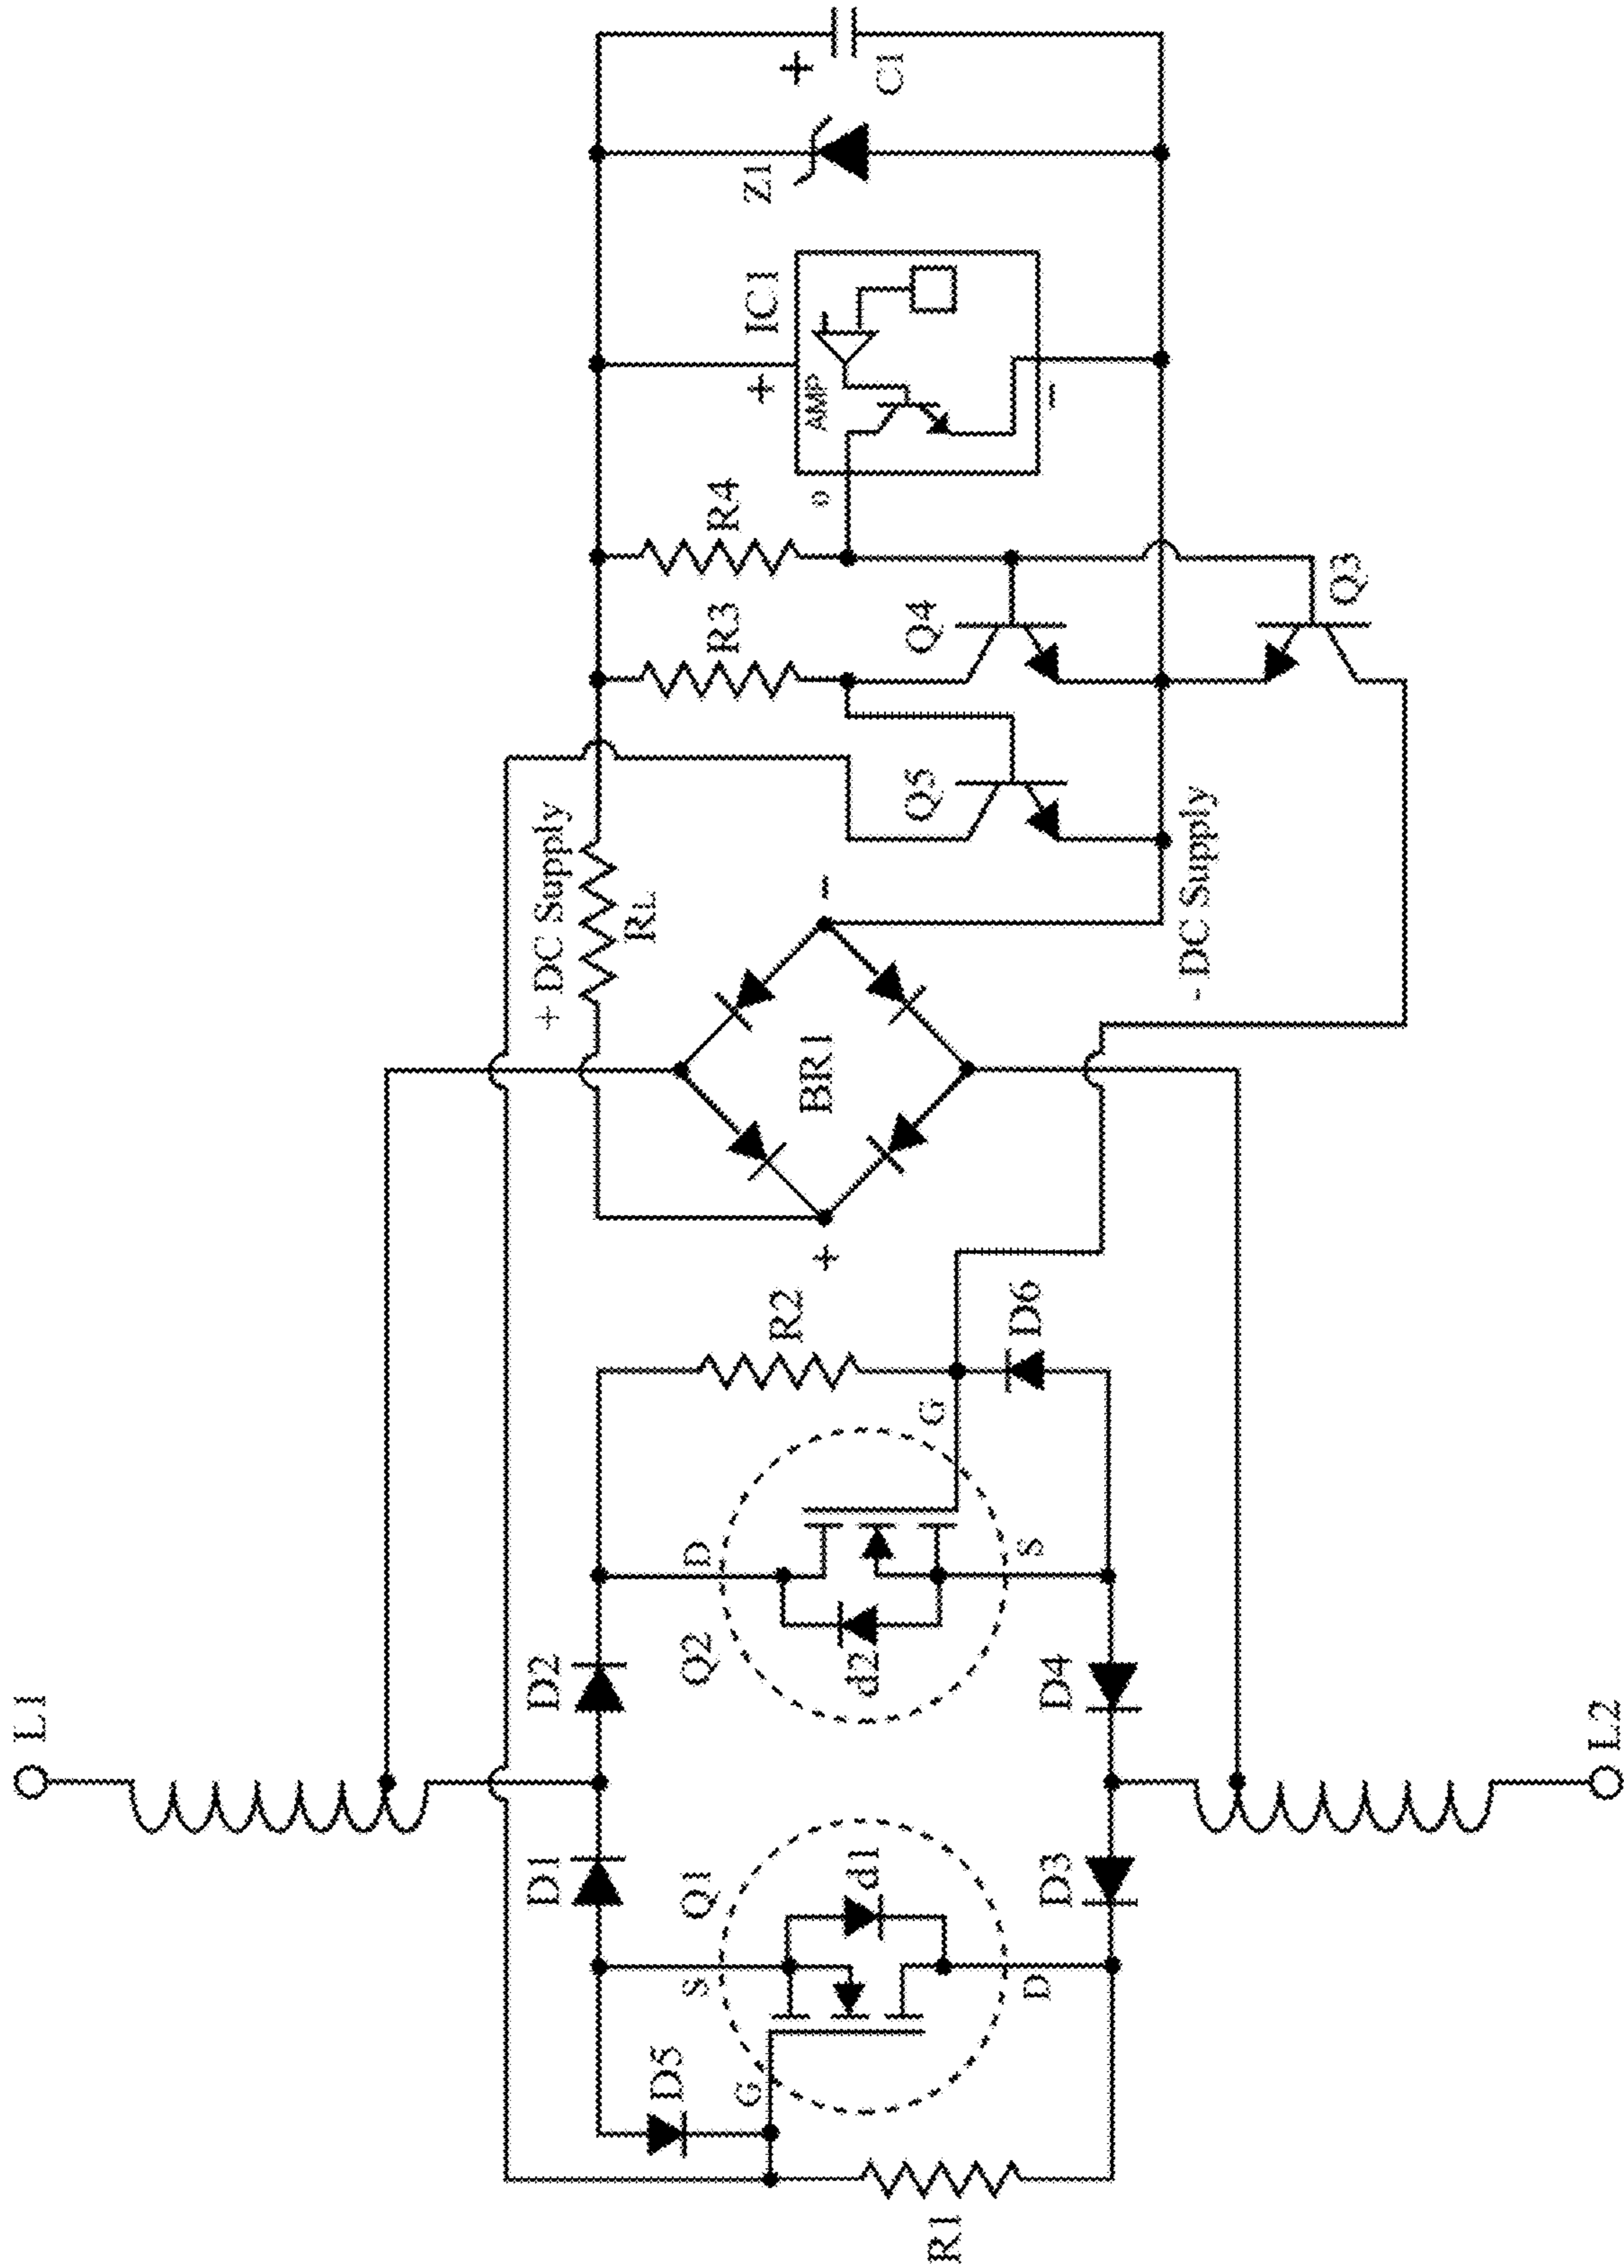 L1
D1
D2
+ DC Supply
RL
R3
R4
IC1
+
Z1
+
C1
D5
G
S
Q1
d1
Q2
D
d2
G
R2
+
BR1
−
Q5
Q4
o
AMP
−
R1
D
D3
D4
S
D6
- DC Supply
Q3
L2